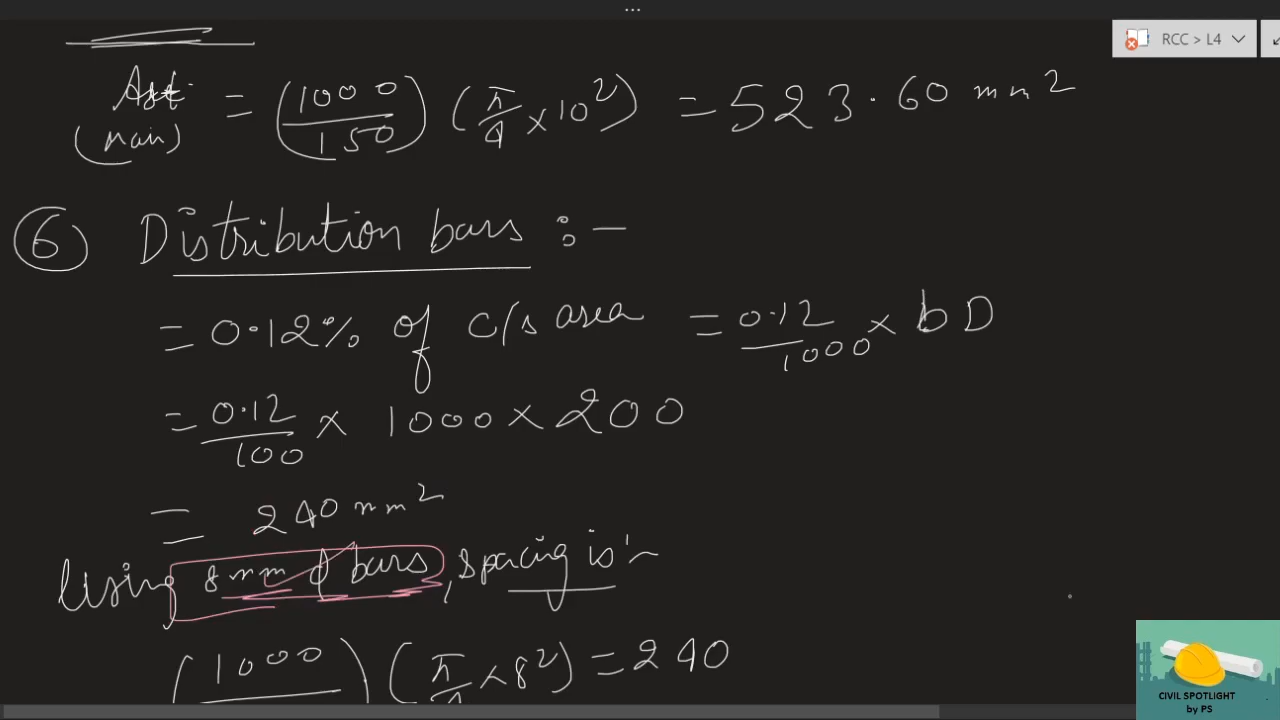 ...
RCC > L4
Ast = (1000/150) (π/4 × 10²) = 523.60 mm²
(main)
⑥ Distribution bars :-
= 0.12% of c/s area = 0.12/1000 × bD
= 0.12/100 × 1000 × 200
= 240 mm²
Using 8mm ϕ bars, spacing is :-
(1000/ ) (π/4 × 8²) = 240
CIVIL SPOTLIGHT
by PS